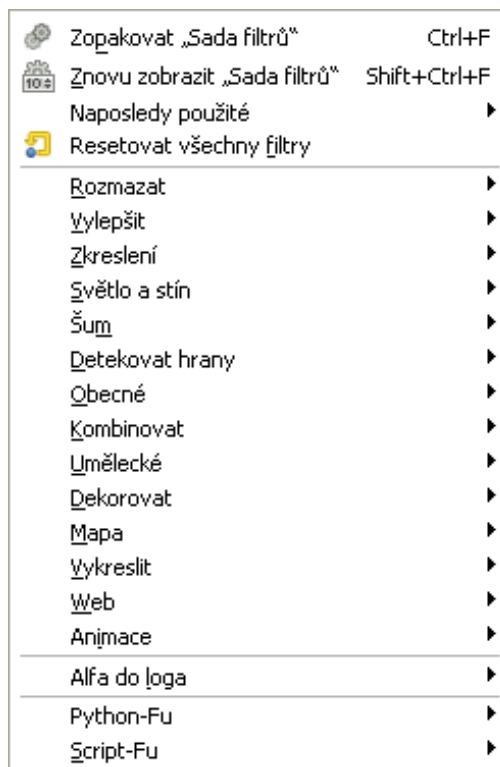 Zopakovat „Sada filtrů“ Ctrl+F
Znovu zobrazit „Sada filtrů“ Shift+Ctrl+F
Naposledy použité
Resetovat všechny filtry
Rozmazat
Vylepšit
Zkreslení
Světlo a stín
Šum
Detekovat hrany
Obecné
Kombinovat
Umělecké
Dekorovat
Mapa
Vykreslit
Web
Animace
Alfa do loga
Python-Fu
Script-Fu